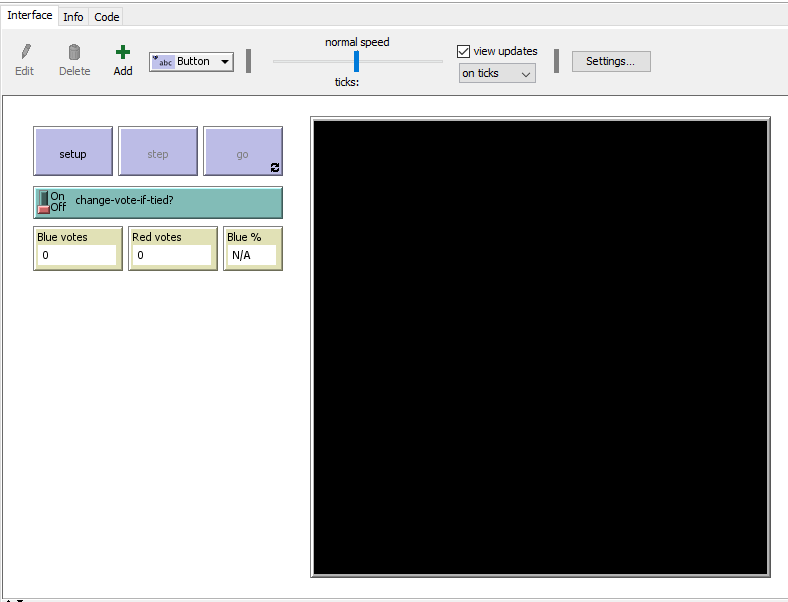 Interface Info Code
normal speed
view updates
Edit Delete Add abc Button
ticks:
on ticks
Settings...
setup step go
On
Off
change-vote-if-tied?
Blue votes Red votes Blue %
0 0 N/A